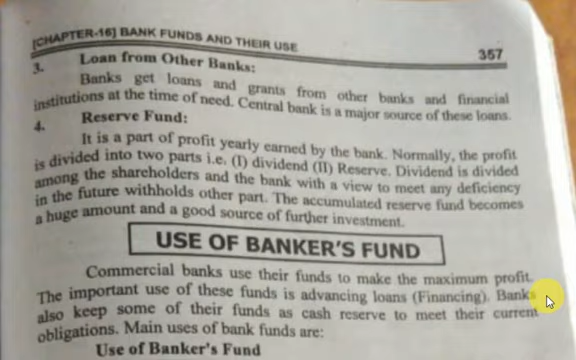 [CHAPTER-16] BANK FUNDS AND THEIR USE 357
3. Loan from Other Banks:
Banks get loans and grants from other banks and financial
institutions at the time of need. Central bank is a major source of these loans.
4. Reserve Fund:
It is a part of profit yearly earned by the bank. Normally, the profit
is divided into two parts i.e. (I) dividend (II) Reserve. Dividend is divided
among the shareholders and the bank with a view to meet any deficiency
in the future withholds other part. The accumulated reserve fund becomes
a huge amount and a good source of further investment.
USE OF BANKER'S FUND
Commercial banks use their funds to make the maximum profit.
The important use of these funds is advancing loans (Financing). Banks
also keep some of their funds as cash reserve to meet their current
obligations. Main uses of bank funds are:
Use of Banker's Fund